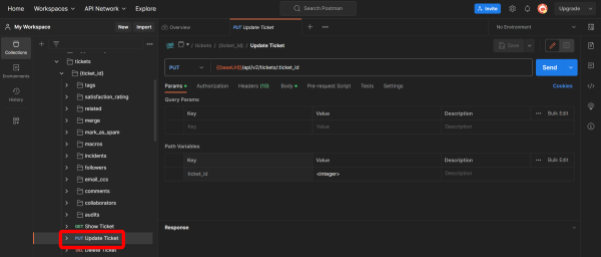 Home Workspaces API Network Explore Search Postman Invite Upgrade
My Workspace New Import Overview PUT Update Ticket No Environment
Collections
Environments
History
tickets
{ticket_id}
tags
satisfaction_rating
related
merge
mark_as_spam
macros
incidents
followers
email_ccs
comments
collaborators
audits
GET Show Ticket
PUT Update Ticket
Delete Ticket
/ tickets / {ticket_id} / Update Ticket Save
PUT {{baseUrl}}/api/v2/tickets/:ticket_id Send
Params Authorization Headers Body Pre-request Script Tests Settings Cookies
Query Params
Key Value Description Bulk Edit
Key Value Description
Path Variables
Key Value Description Bulk Edit
ticket_id <integer> Description
Response